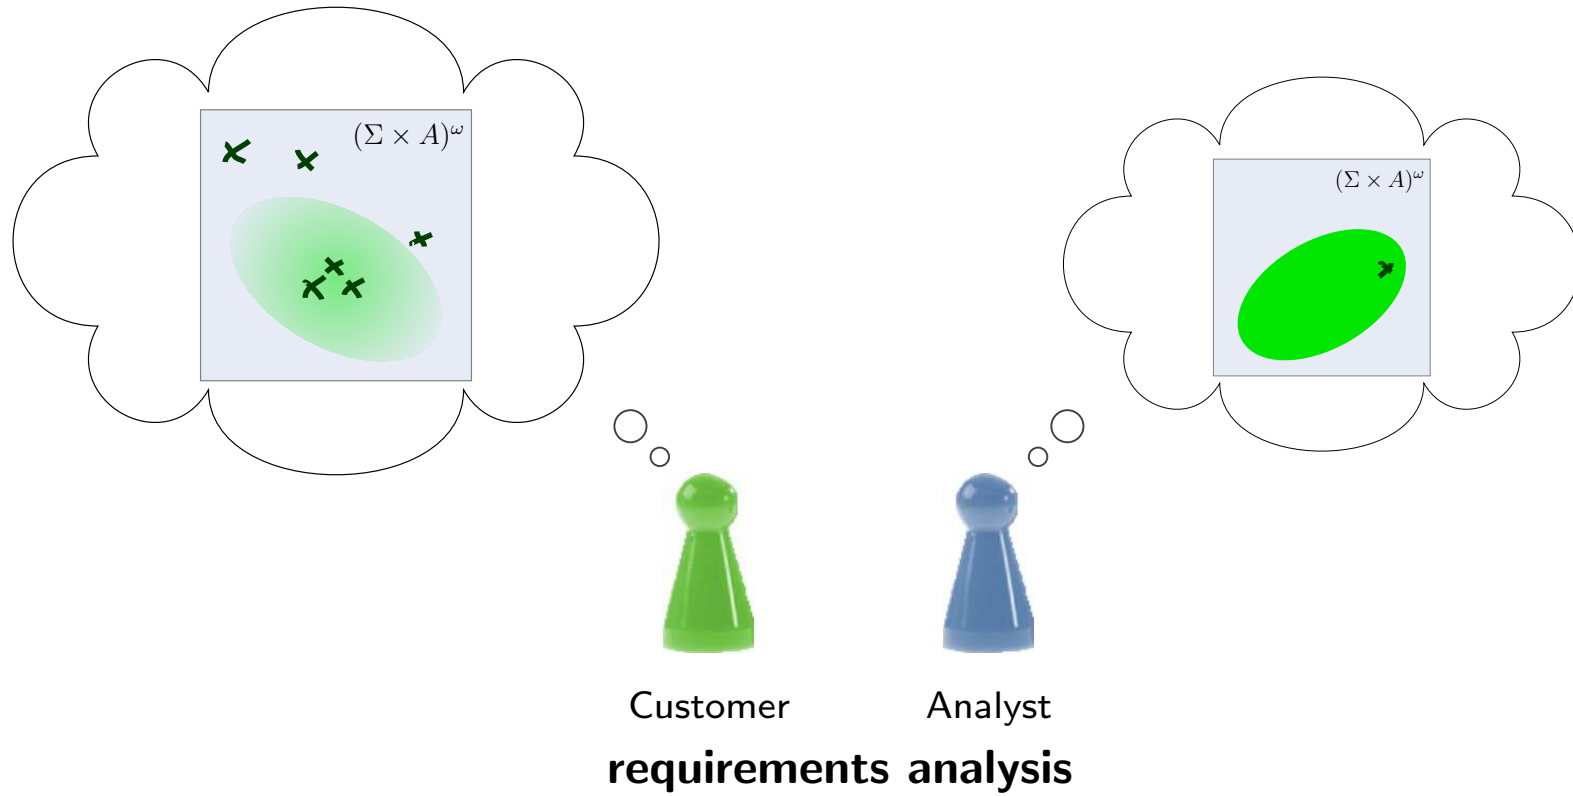 (Σ × A)^ω
(Σ × A)^ω
Customer
Analyst
requirements analysis